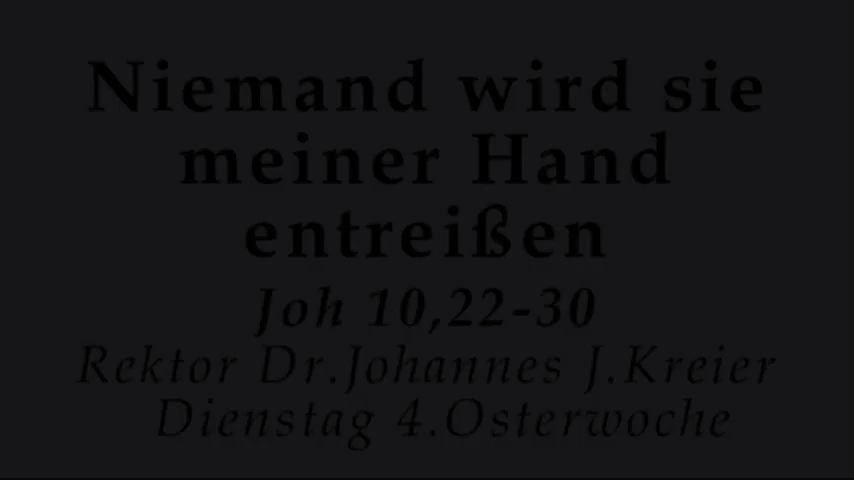 Niemand wird sie
meiner Hand
entreißen
Joh 10,22-30
Rektor Dr.Johannes J.Kreier
Dienstag 4.Osterwoche